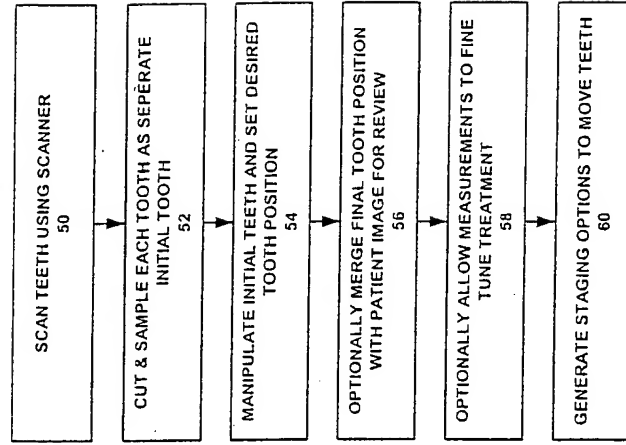 SCAN TEETH USING SCANNER
50
CUT & SAMPLE EACH TOOTH AS SEPERATE
INITIAL TOOTH
52
MANIPULATE INITIAL TEETH AND SET DESIRED
TOOTH POSITION
54
OPTIONALLY MERGE FINAL TOOTH POSITION
WITH PATIENT IMAGE FOR REVIEW
56
OPTIONALLY ALLOW MEASUREMENTS TO FINE
TUNE TREATMENT
58
GENERATE STAGING OPTIONS TO MOVE TEETH
60